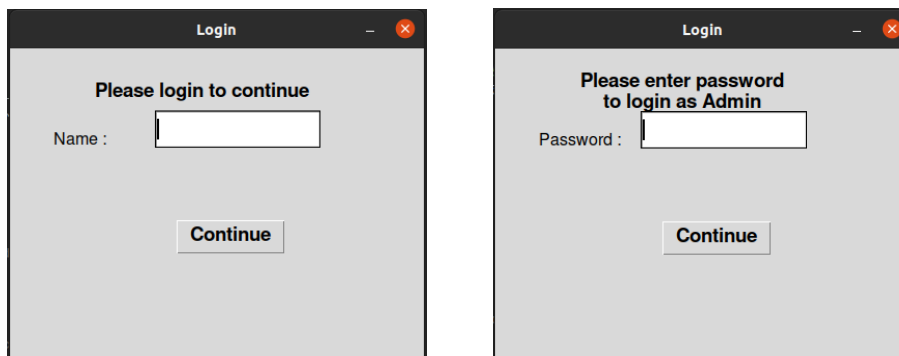 Login
Please login to continue
Name :
Continue
Login
Please enter password
to login as Admin
Password :
Continue